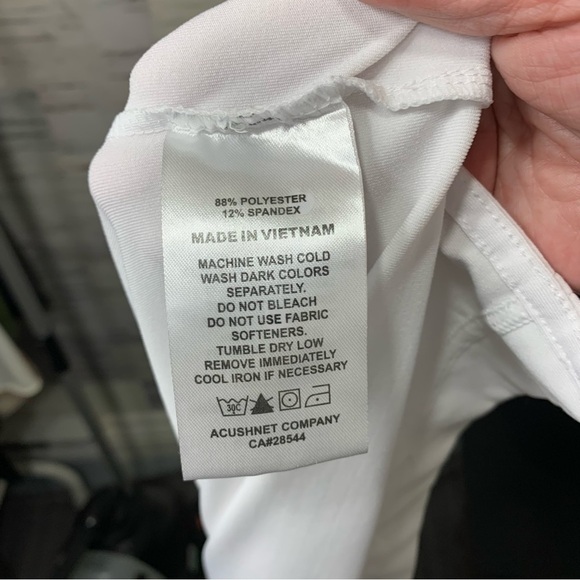 88% POLYESTER
12% SPANDEX
MADE IN VIETNAM
MACHINE WASH COLD
WASH DARK COLORS
SEPARATELY.
DO NOT BLEACH
DO NOT USE FABRIC
SOFTENERS.
TUMBLE DRY LOW
REMOVE IMMEDIATELY
COOL IRON IF NECESSARY
30C
ACUSHNET COMPANY
CA#28544